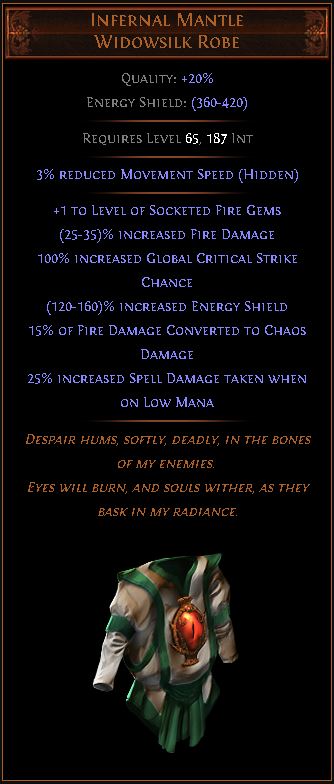 Infernal Mantle
Widowsilk Robe
Quality: +20%
Energy Shield: (360-420)
Requires Level 65, 187 Int
3% reduced Movement Speed (Hidden)
+1 to Level of Socketed Fire Gems
(25-35)% increased Fire Damage
100% increased Global Critical Strike
Chance
(120-160)% increased Energy Shield
15% of Fire Damage Converted to Chaos
Damage
25% increased Spell Damage taken when
on Low Mana
Despair hums, softly, deadly, in the bones
of my enemies.
Eyes will burn, and souls wither, as they
bask in my radiance.